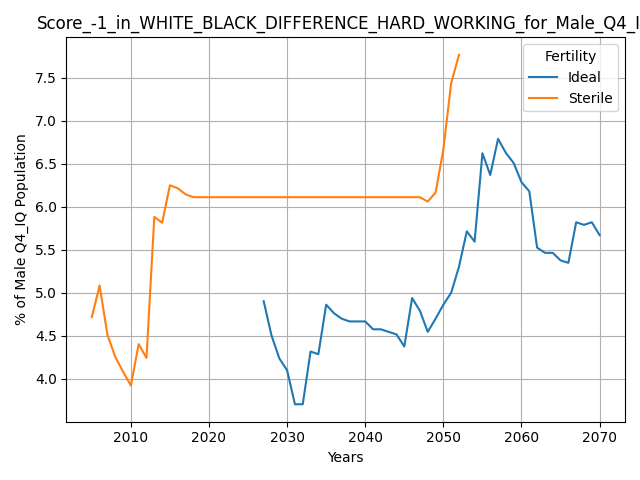 Score_-1_in_WHITE_BLACK_DIFFERENCE_HARD_WORKING_for_Male_Q4_I
Fertility
Ideal
Sterile
7.5
7.0
6.5
6.0
5.5
5.0
4.5
4.0
% of Male Q4_IQ Population
2010 2020 2030 2040 2050 2060 2070
Years